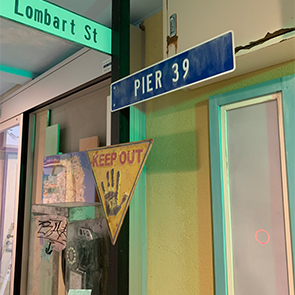 Lombart St
PIER 39
KEEP OUT